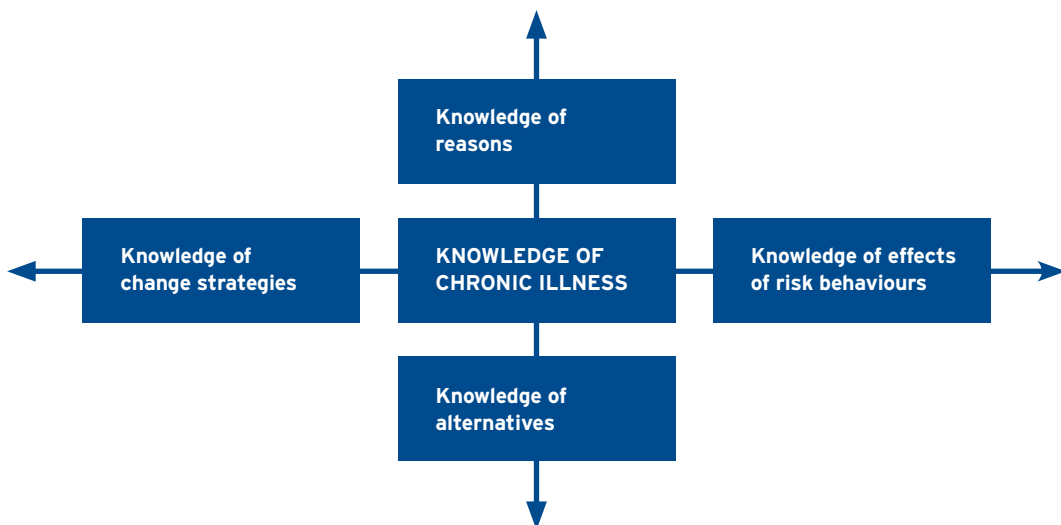 Knowledge of
reasons
Knowledge of
change strategies
KNOWLEDGE OF
CHRONIC ILLNESS
Knowledge of effects
of risk behaviours
Knowledge of
alternatives